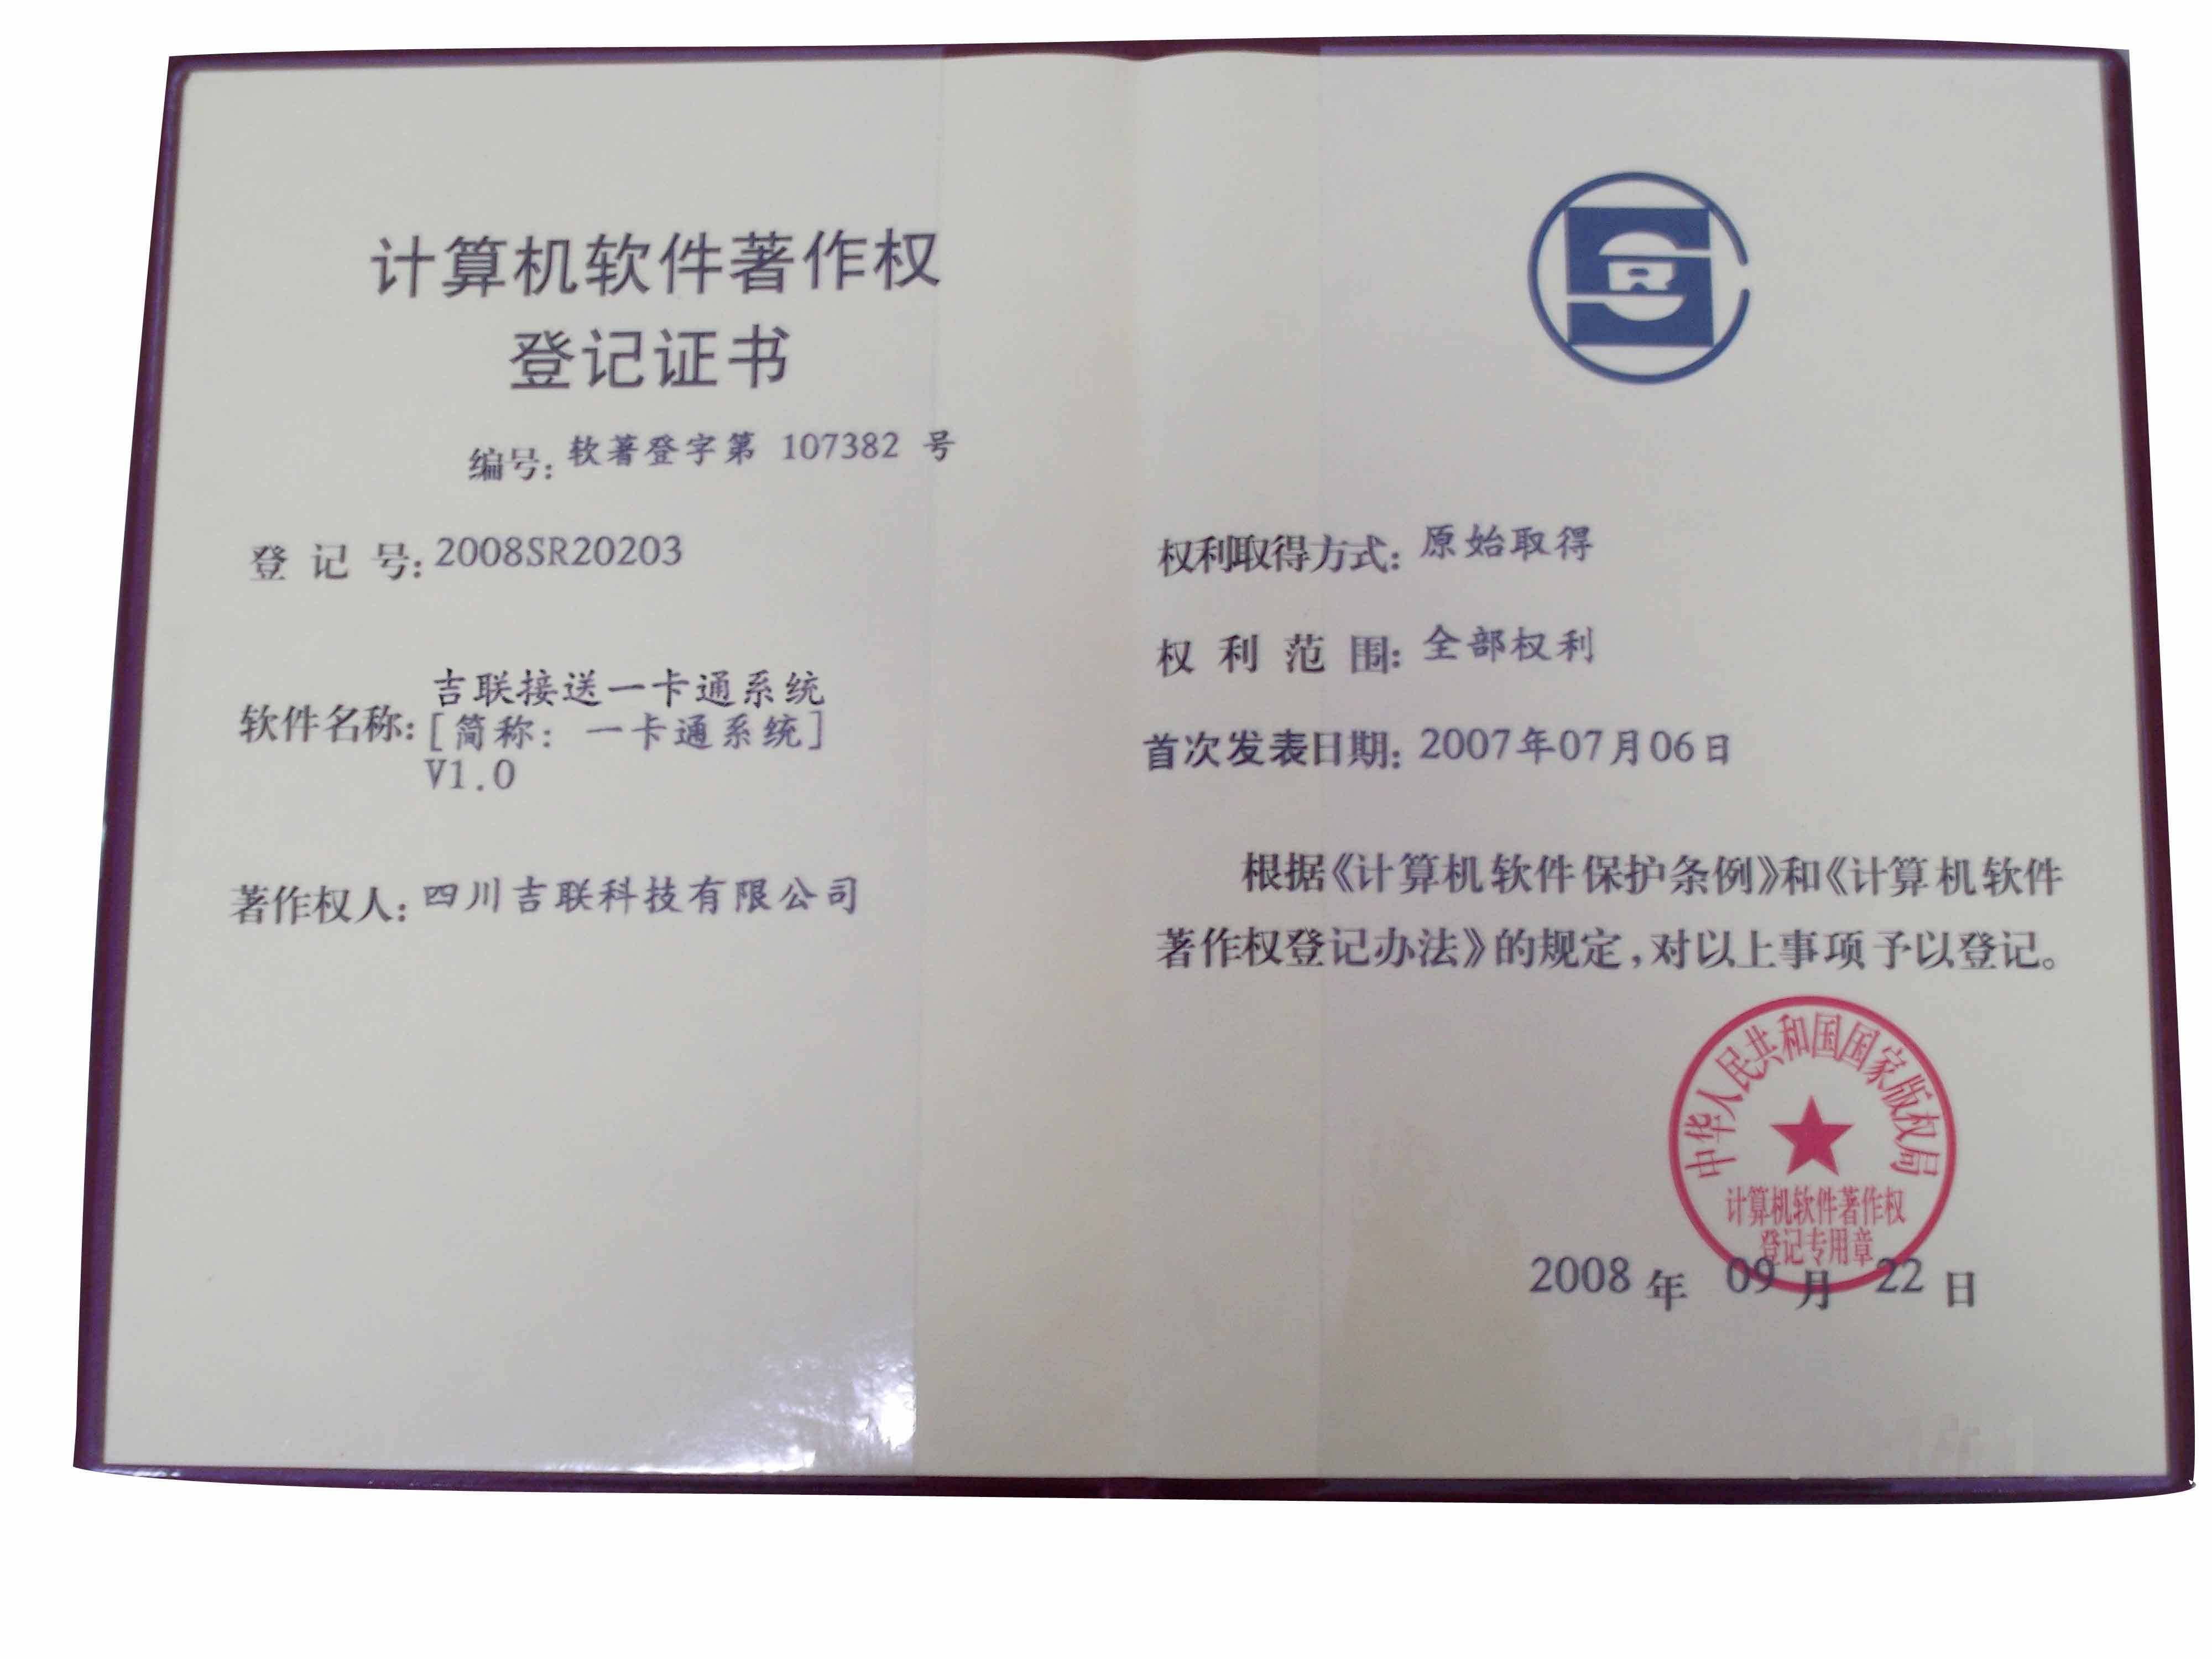 计算机软件著作权
登记证书
编号: 软著登字第 107382 号
登 记 号: 2008SR20203
软件名称: 吉联接送一卡通系统
[简称: 一卡通系统]
V1.0
著作权人: 四川吉联科技有限公司
R
权利取得方式: 原始取得
权 利 范 围: 全部权利
首次发表日期: 2007年07月06日
根据《计算机软件保护条例》和《计算机软件
著作权登记办法》的规定,对以上事项予以登记。
中华人民共和国国家版权局
计算机软件著作权
登记专用章
2008 年 09 月 22 日